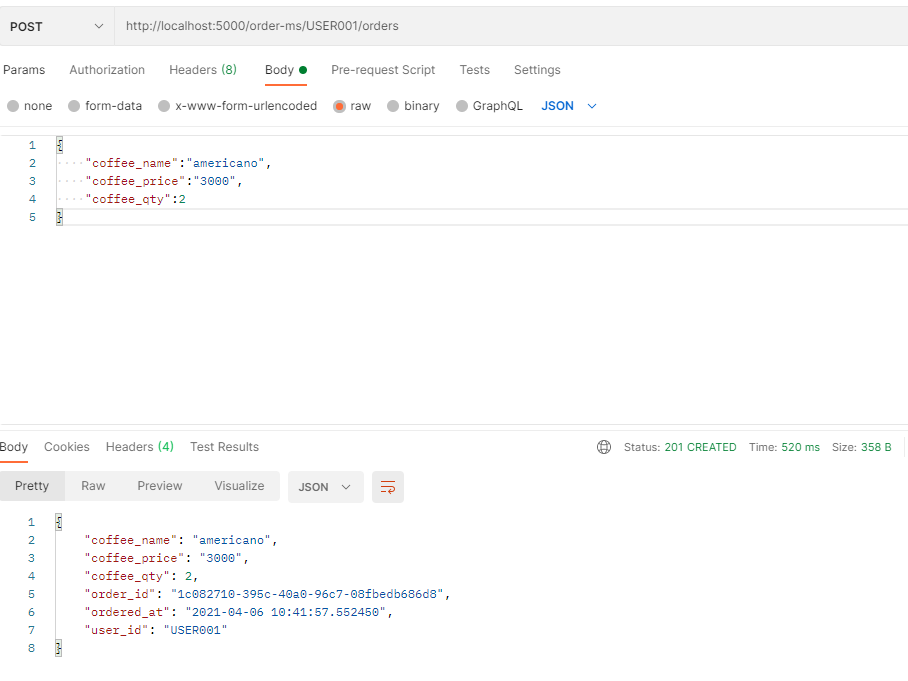 POST http://localhost:5000/order-ms/USER001/orders
Params Authorization Headers (8) Body Pre-request Script Tests Settings
none form-data x-www-form-urlencoded raw binary GraphQL JSON
1 {
2 "coffee_name":"americano",
3 "coffee_price":"3000",
4 "coffee_qty":2
5 }
Body Cookies Headers (4) Test Results Status: 201 CREATED Time: 520 ms Size: 358 B
Pretty Raw Preview Visualize JSON
1 {
2 "coffee_name": "americano",
3 "coffee_price": "3000",
4 "coffee_qty": 2,
5 "order_id": "1c082710-395c-40a0-96c7-08fbedb686d8",
6 "ordered_at": "2021-04-06 10:41:57.552450",
7 "user_id": "USER001"
8 }